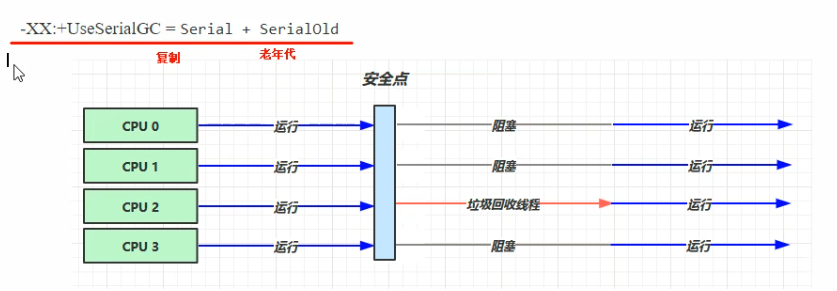 -XX:+UseSerialGC = Serial + SerialOld
复制 老年代
安全点
CPU 0 运行 阻塞 运行
CPU 1 运行 阻塞 运行
CPU 2 运行 垃圾回收线程 运行
CPU 3 运行 阻塞 运行